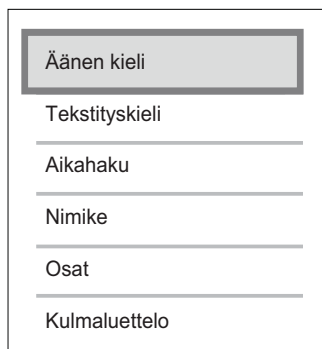 Äänen kieli
Tekstityskieli
Aikahaku
Nimike
Osat
Kulmaluettelo